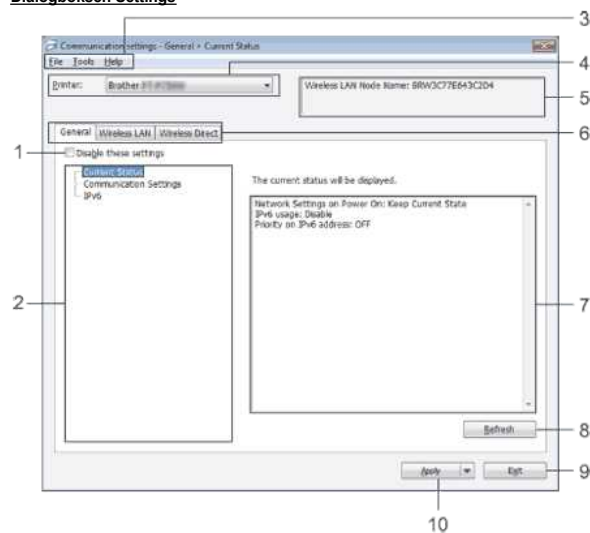 Dialogboksen Settings
3
Communication settings - General > Current Status
File Tools Help
4
Printer: Brother
Wireless LAN Node Name: BRW3C77E643C2D4
5
General Wireless LAN Wireless Direct
6
1
Disable these settings
Current Status
Communication Settings
IPv6
The current status will be displayed.
Network Settings on Power On: Keep Current State
IPv6 usage: Disable
Priority on IPv6 address: OFF
2
7
Refresh
8
Apply
Exit
9
10